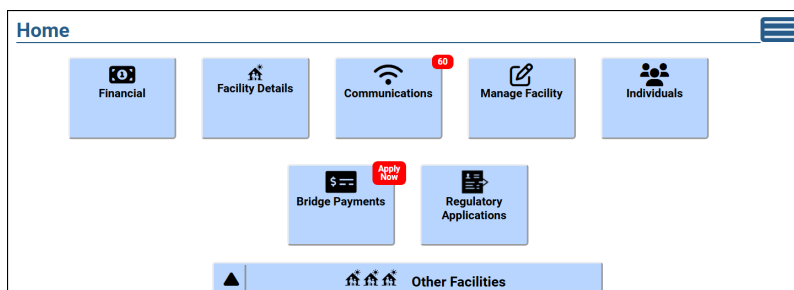 Home
60
Financial
Facility Details
Communications
Manage Facility
Individuals
Apply
Now
Bridge Payments
Regulatory
Applications
Other Facilities